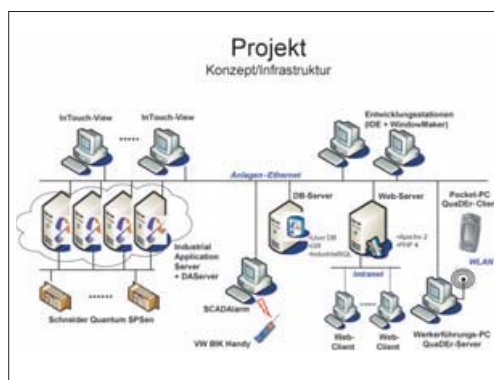 Projekt
Konzept/Infrastruktur
InTouch-View
InTouch-View
Entwicklungsstationen
(IDE + WindowMaker)
Anlagen-Ethernet
DB-Server
Web-Server
Pocket-PC
QuaDEr-Client
IndustrialSQL
Apache 2
PHP 4
Industrial
Application
Server
+ DAServer
WLAN
Intranet
Schneider Quantum SPSen
SCADAlarm
VW BIK Handy
Web-
Client
Web-
Client
Werkerführungs-PC
QuaDEr-Server